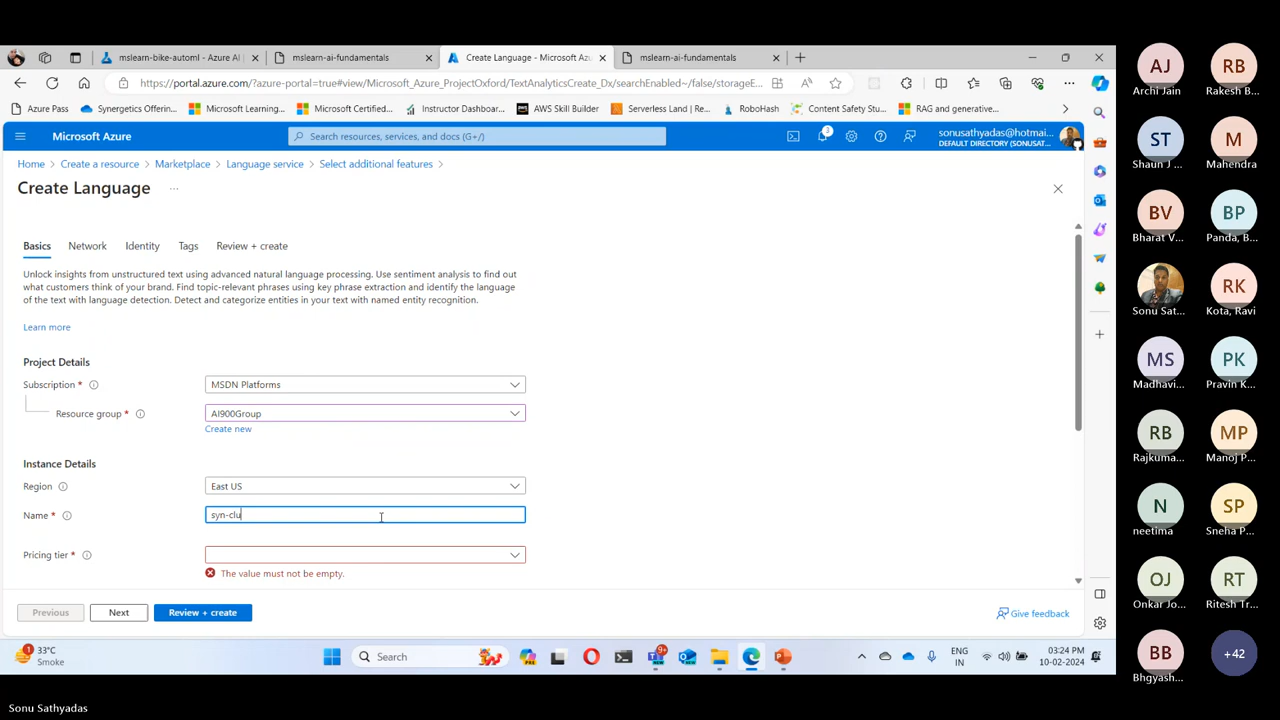 mslearn-bike-automl - Azure AI |
mslearn-ai-fundamentals
Create Language - Microsoft Azu
mslearn-ai-fundamentals
https://portal.azure.com/?azure-portal=true#view/Microsoft_Azure_ProjectOxford/TextAnalyticsCreate_Dx/searchEnabled~/false/storageE...
Azure Pass
Synergetics Offerin...
Microsoft Learning...
Microsoft Certified...
Instructor Dashboar...
AWS Skill Builder
Serverless Land | Re...
RoboHash
Content Safety Stu...
RAG and generative...
Microsoft Azure
Search resources, services, and docs (G+/)
3
sonusathyadas@hotmai...
DEFAULT DIRECTORY (SONUSAT...
Home
Create a resource
Marketplace
Language service
Select additional features
Create Language
Basics
Network
Identity
Tags
Review + create
Unlock insights from unstructured text using advanced natural language processing. Use sentiment analysis to find out
what customers think of your brand. Find topic-relevant phrases using key phrase extraction and identify the language
of the text with language detection. Detect and categorize entities in your text with named entity recognition.
Learn more
Project Details
Subscription *
MSDN Platforms
Resource group *
AI900Group
Create new
Instance Details
Region
East US
Name *
syn-clu
Pricing tier *
The value must not be empty.
Previous
Next
Review + create
Give feedback
1
33°C
Smoke
Search
9+
ENG
IN
03:24 PM
10-02-2024
Sonu Sathyadas
AJ
Archi Jain
RB
Rakesh B...
ST
Shaun J ...
M
Mahendra
BV
Bharat V...
BP
Panda, B...
Sonu Sat...
RK
Kota, Ravi
MS
Madhavi...
PK
Pravin K...
RB
Rajkuma...
MP
Manoj P...
N
neetima
SP
Sneha P...
OJ
Onkar Jo...
RT
Ritesh Tr...
BB
Bhgyash...
+42